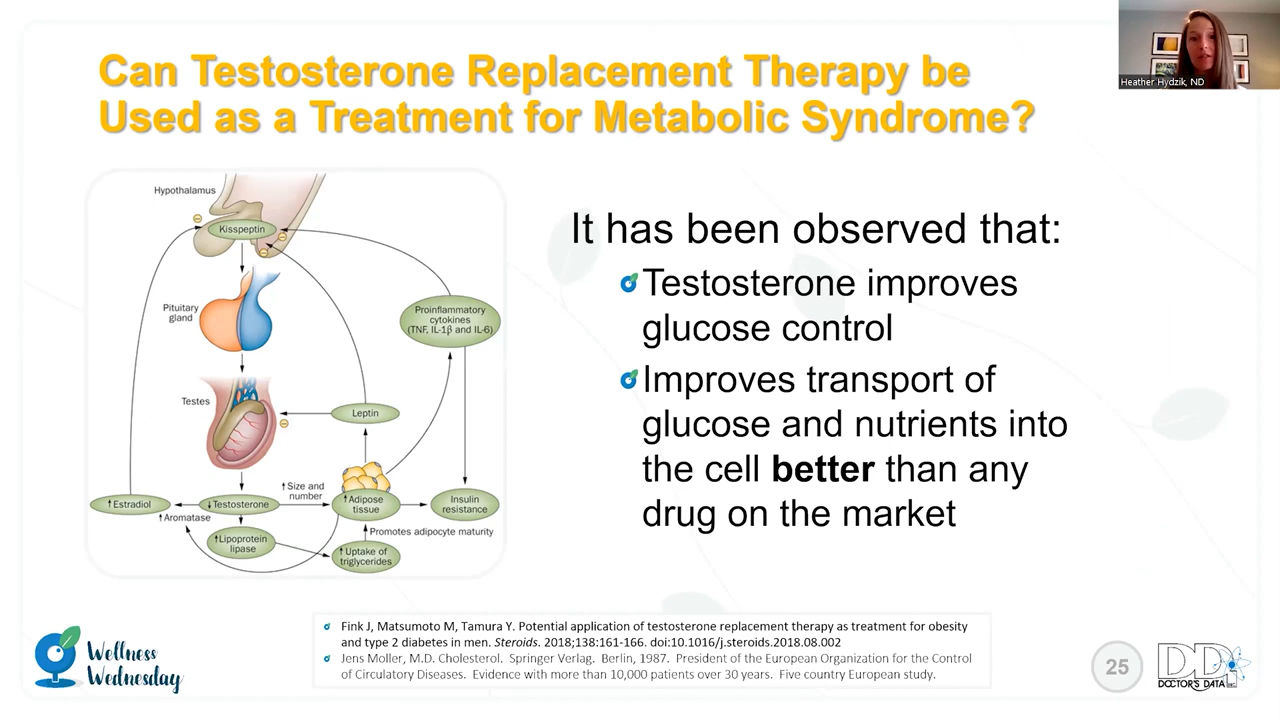 Heather Hydzik, ND
Can Testosterone Replacement Therapy be
Used as a Treatment for Metabolic Syndrome?
Hypothalamus
Kisspeptin
Pituitary
gland
Proinflammatory
cytokines
(TNF, IL-1β and IL-6)
Testes
Leptin
↑Size and
number
↑Estradiol
↓Testosterone
↑Adipose
tissue
Insulin
resistance
↑Aromatase
↑Lipoprotein
lipase
Promotes adipocyte maturity
↑Uptake of
triglycerides
It has been observed that:
Testosterone improves
glucose control
Improves transport of
glucose and nutrients into
the cell better than any
drug on the market
Fink J, Matsumoto M, Tamura Y. Potential application of testosterone replacement therapy as treatment for obesity
and type 2 diabetes in men. Steroids. 2018;138:161-166. doi:10.1016/j.steroids.2018.08.002
Jens Moller, M.D. Cholesterol. Springer Verlag. Berlin, 1987. President of the European Organization for the Control
of Circulatory Diseases. Evidence with more than 10,000 patients over 30 years. Five country European study.
Wellness
Wednesday
25
DDI
DOCTOR'S DATA INC